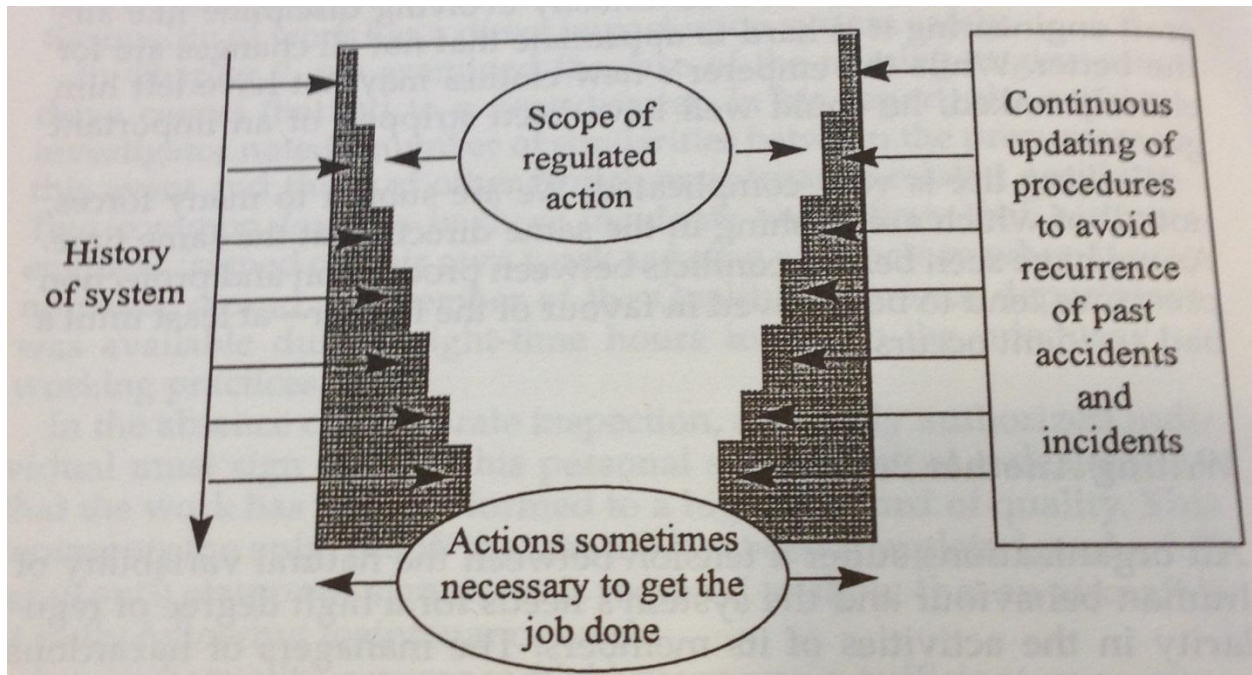 History
of system
Scope of
regulated
action
Continuous
updating of
procedures
to avoid
recurrence
of past
accidents
and
incidents
Actions sometimes
necessary to get the
job done